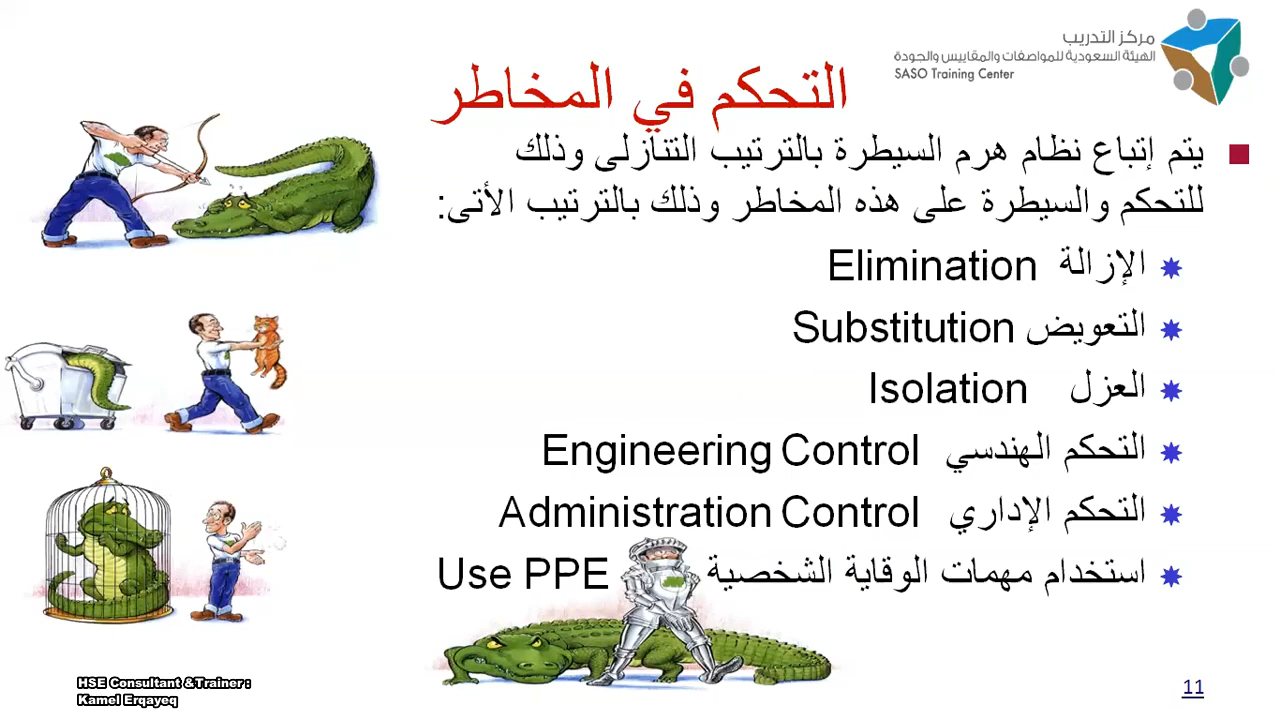 مركز التدريب
الهيئة السعودية للمواصفات والمقاييس والجودة
SASO Training Center
التحكم في المخاطر
يتم إتباع نظام هرم السيطرة بالترتيب التنازلى وذلك
للتحكم والسيطرة على هذه المخاطر وذلك بالترتيب الأتى:
الإزالة Elimination
التعويض Substitution
العزل Isolation
التحكم الهندسي Engineering Control
التحكم الإداري Administration Control
استخدام مهمات الوقاية الشخصية Use PPE
HSE Consultant &Trainer:
Kamel Erqayeq
11